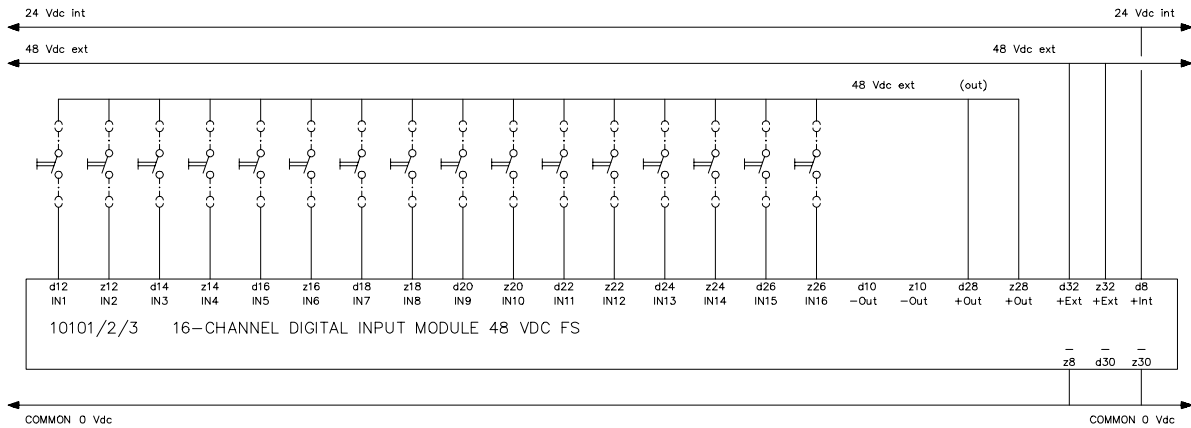 24 Vdc int 24 Vdc int
48 Vdc ext 48 Vdc ext
48 Vdc ext (out)
d12 z12 d14 z14 d16 z16 d18 z18 d20 z20 d22 z22 d24 z24 d26 z26 d10 z10 d28 z28 d32 z32 d8
IN1 IN2 IN3 IN4 IN5 IN6 IN7 IN8 IN9 IN10 IN11 IN12 IN13 IN14 IN15 IN16 −Out −Out +Out +Out +Ext +Ext +Int
10101/2/3 16−CHANNEL DIGITAL INPUT MODULE 48 VDC FS
− − −
z8 d30 z30
COMMON 0 Vdc COMMON 0 Vdc